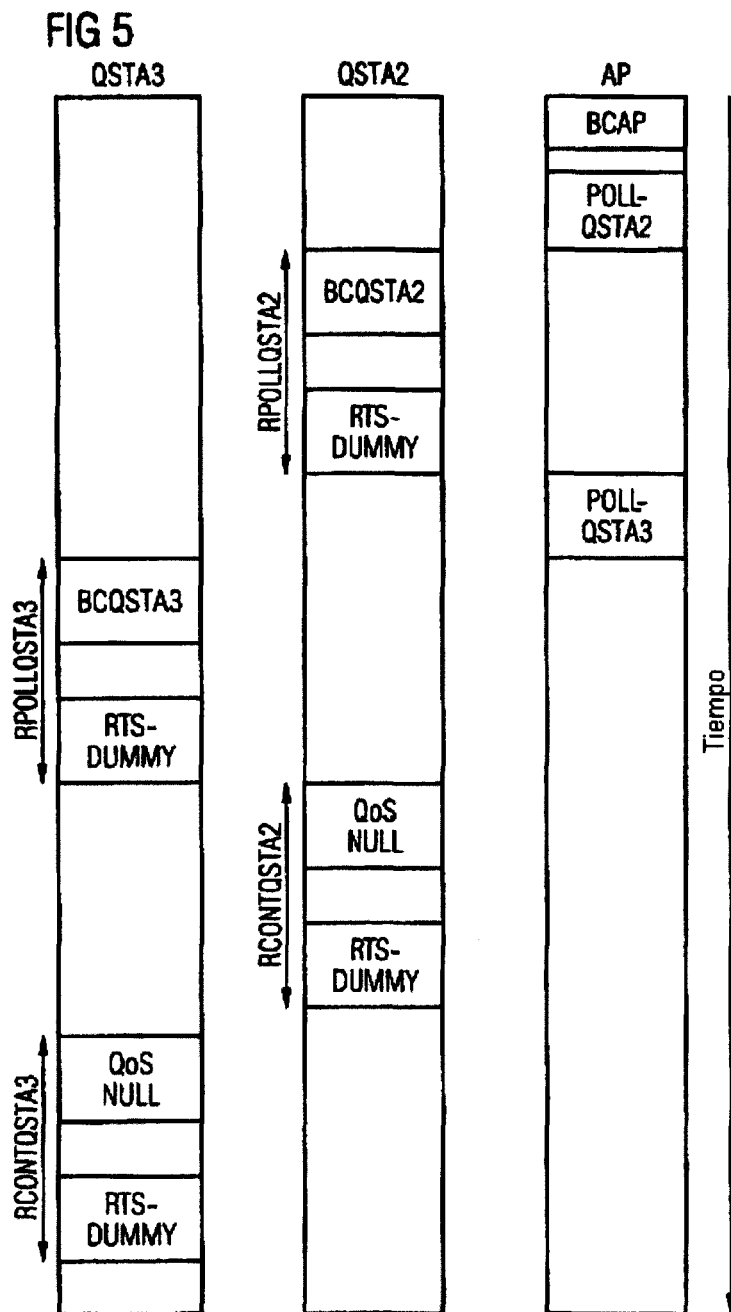 FIG 5
QSTA3
QSTA2
AP
BCAP
POLL-
QSTA2
RPOLLQSTA2
BCQSTA2
RTS-
DUMMY
POLL-
QSTA3
RPOLLQSTA3
BCQSTA3
RTS-
DUMMY
Tiempo
RCONTQSTA2
QoS
NULL
RTS-
DUMMY
RCONTQSTA3
QoS
NULL
RTS-
DUMMY